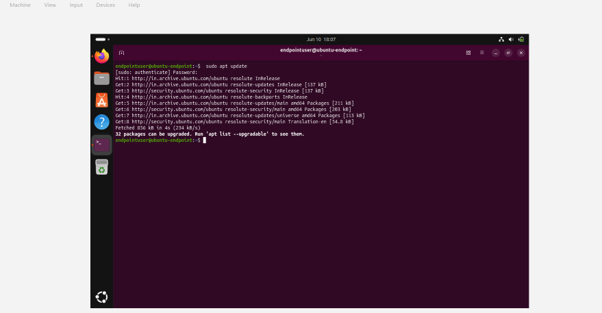 Machine View Input Devices Help
Jun 10 18:07
endpointuser@ubuntu-endpoint: ~
endpointuser@ubuntu-endpoint:~$ sudo apt update
[sudo: authenticate] Password:
Hit:1 http://in.archive.ubuntu.com/ubuntu resolute InRelease
Get:2 http://in.archive.ubuntu.com/ubuntu resolute-updates InRelease [137 kB]
Get:3 http://security.ubuntu.com/ubuntu resolute-security InRelease [137 kB]
Hit:4 http://in.archive.ubuntu.com/ubuntu resolute-backports InRelease
Get:5 http://in.archive.ubuntu.com/ubuntu resolute-updates/main amd64 Packages [211 kB]
Get:6 http://security.ubuntu.com/ubuntu resolute-security/main amd64 Packages [203 kB]
Get:7 http://in.archive.ubuntu.com/ubuntu resolute-updates/universe amd64 Packages [113 kB]
Get:8 http://security.ubuntu.com/ubuntu resolute-security/main Translation-en [34.8 kB]
Fetched 836 kB in 4s (234 kB/s)
32 packages can be upgraded. Run 'apt list --upgradable' to see them.
endpointuser@ubuntu-endpoint:~$